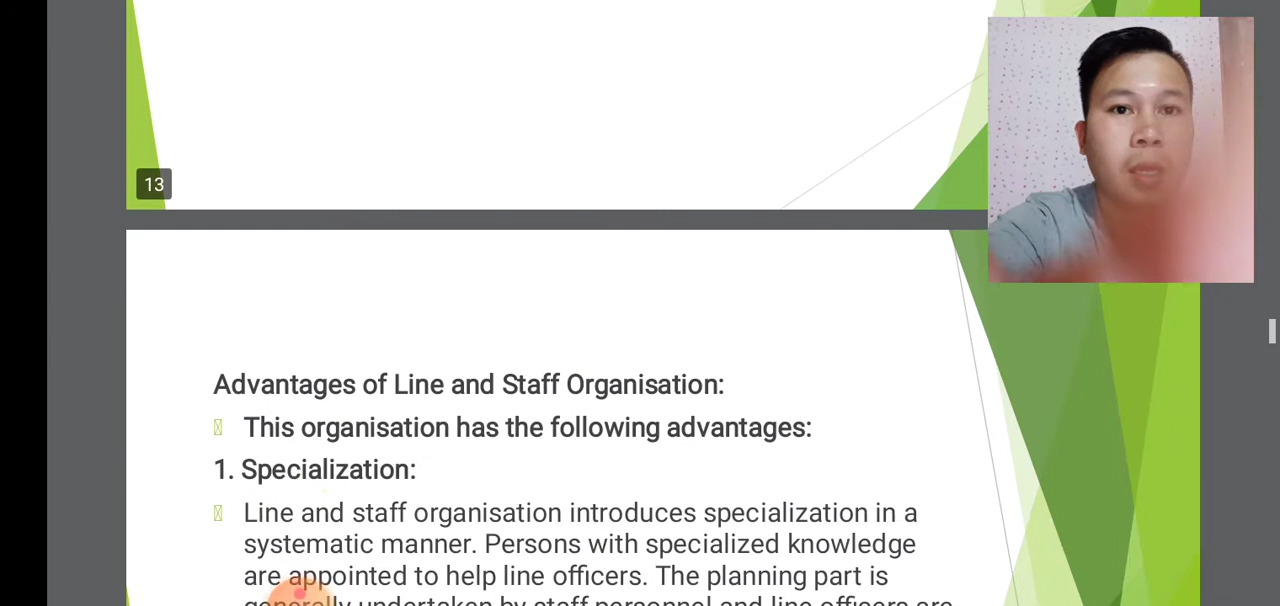 13
Advantages of Line and Staff Organisation:
This organisation has the following advantages:
1. Specialization:
Line and staff organisation introduces specialization in a
systematic manner. Persons with specialized knowledge
are appointed to help line officers. The planning part is
generally undertaken by staff personnel and line officers are